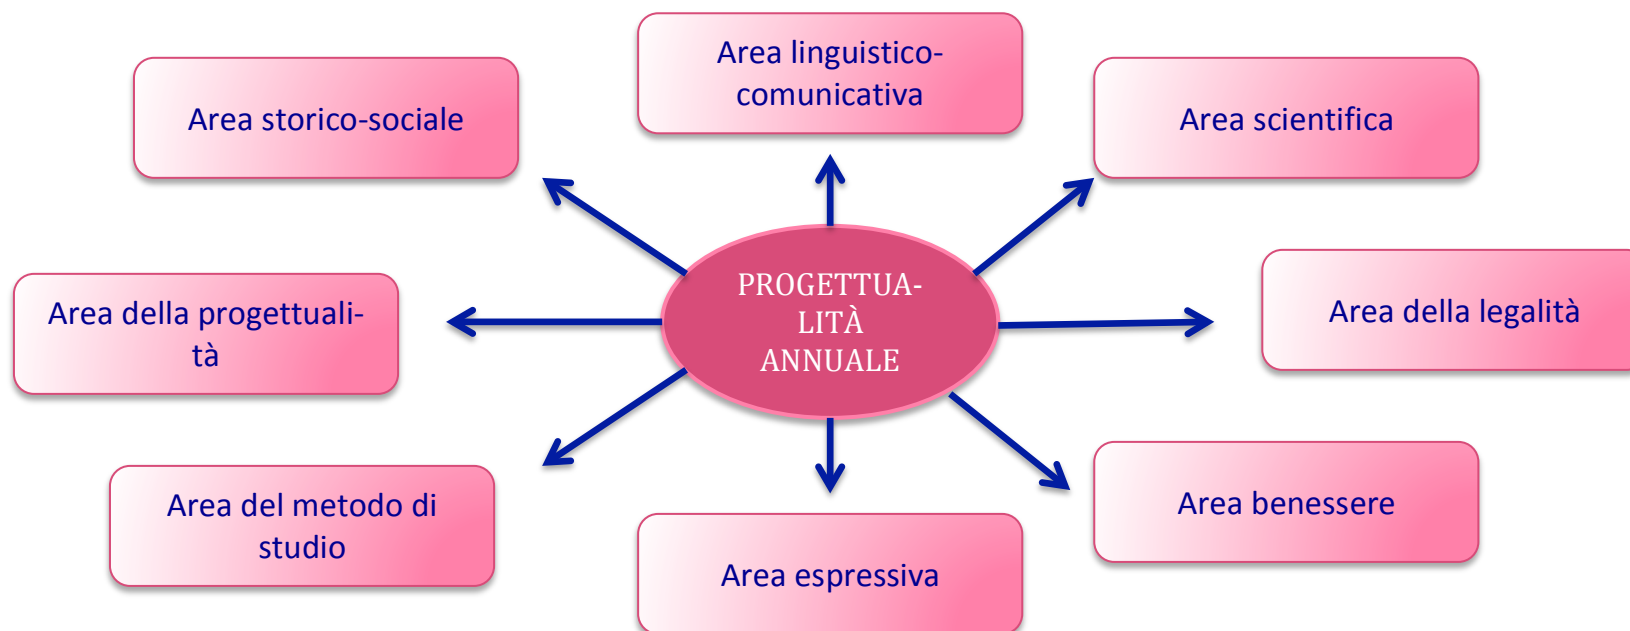 Area linguistico-
comunicativa
Area storico-sociale
Area scientifica
PROGETTUA-
LITÀ
ANNUALE
Area della progettuali-
tà
Area della legalità
Area del metodo di
studio
Area benessere
Area espressiva